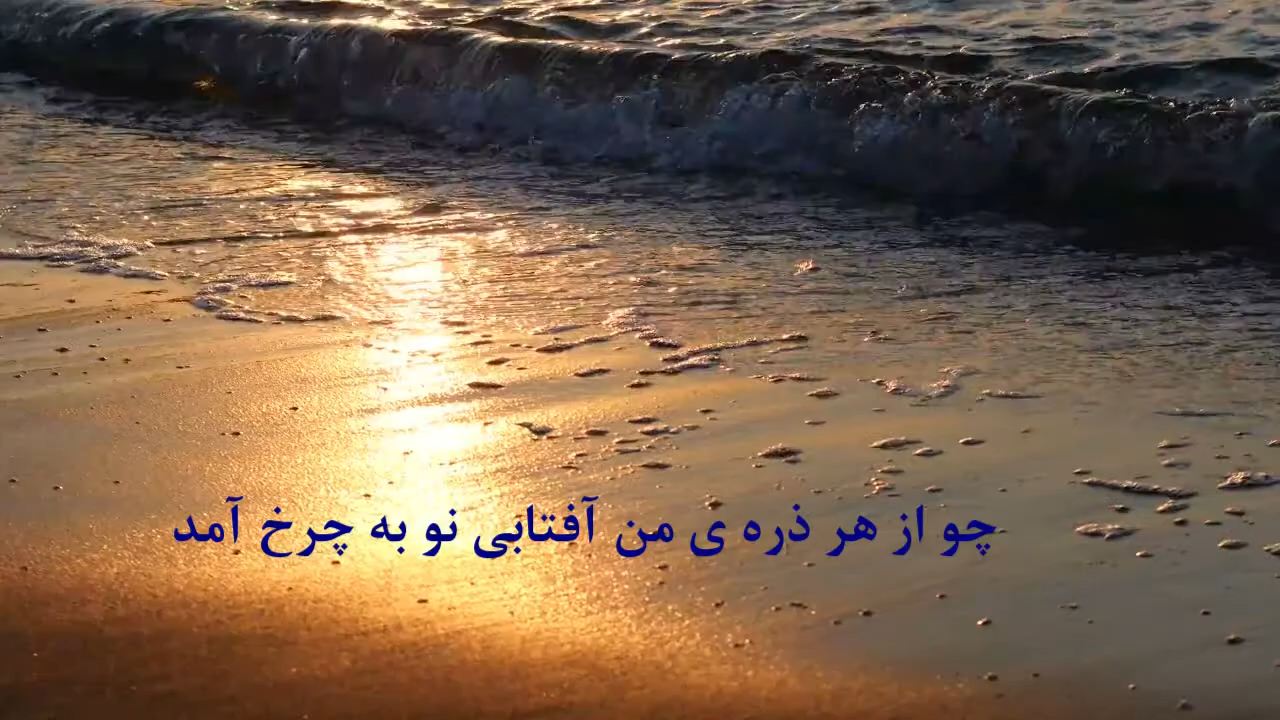 چو از هر ذره ی من آفتابی نو به چرخ آمد